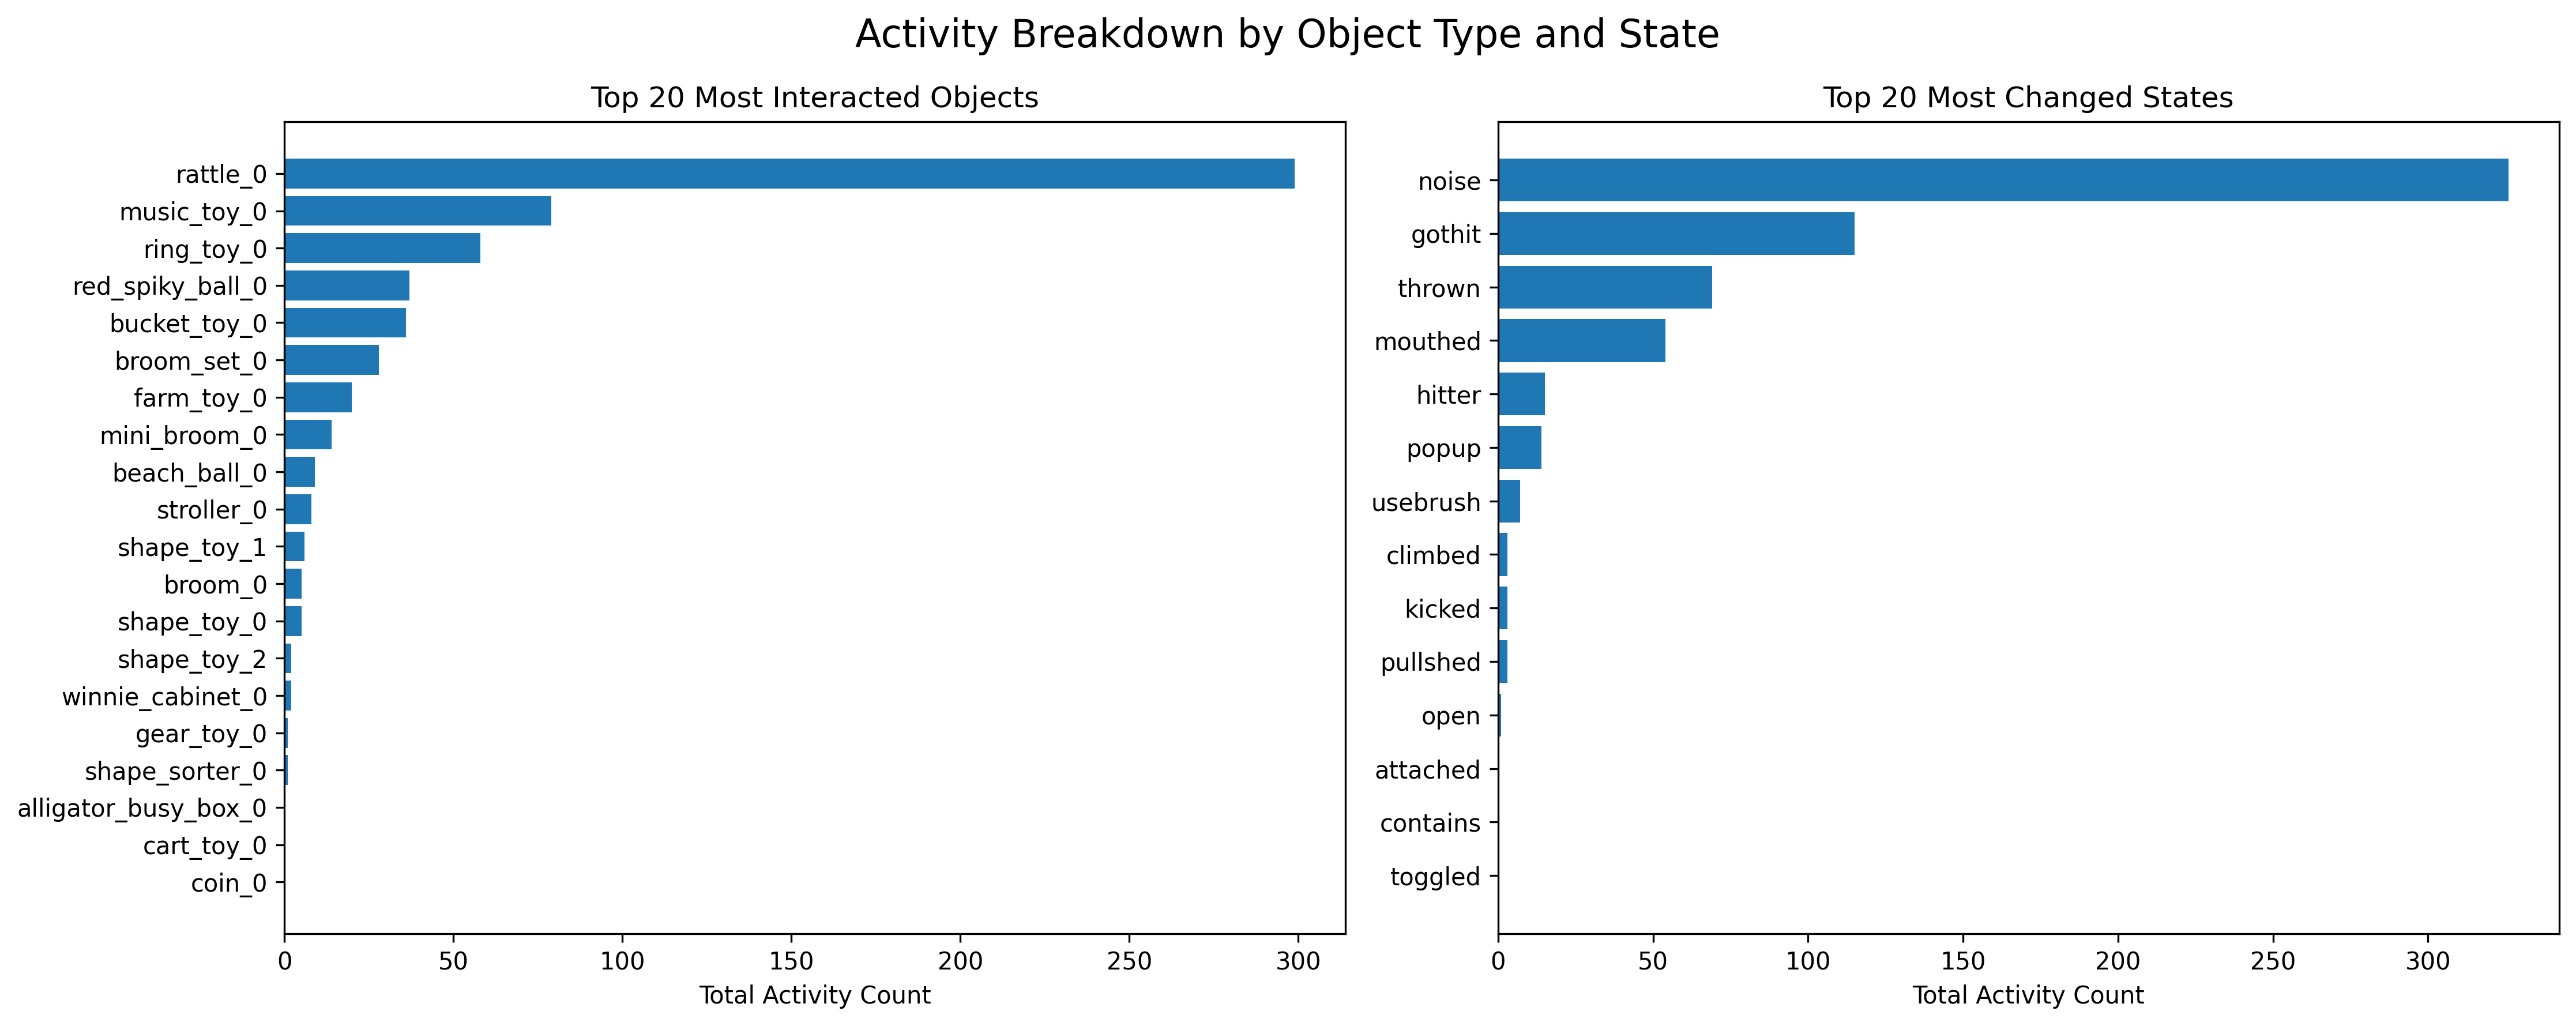 Activity Breakdown by Object Type and State
Top 20 Most Interacted Objects
rattle_0
music_toy_0
ring_toy_0
red_spiky_ball_0
bucket_toy_0
broom_set_0
farm_toy_0
mini_broom_0
beach_ball_0
stroller_0
shape_toy_1
broom_0
shape_toy_0
shape_toy_2
winnie_cabinet_0
gear_toy_0
shape_sorter_0
alligator_busy_box_0
cart_toy_0
coin_0
0 50 100 150 200 250 300
Total Activity Count
Top 20 Most Changed States
noise
gothit
thrown
mouthed
hitter
popup
usebrush
climbed
kicked
pullshed
open
attached
contains
toggled
0 50 100 150 200 250 300
Total Activity Count